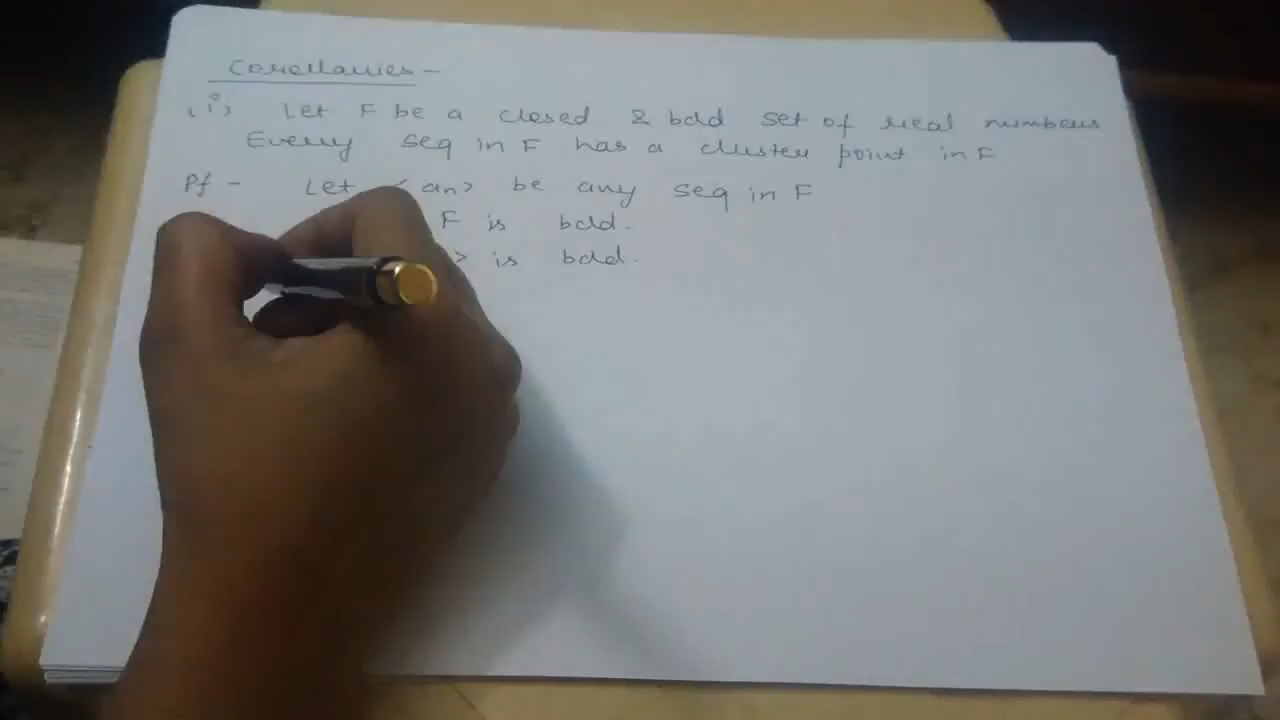 Corollaries -
(i) Let F be a closed & bdd set of real numbers
Every seq in F has a cluster point in F
Pf - Let <an> be any seq in F
F is bdd.
> is bdd.